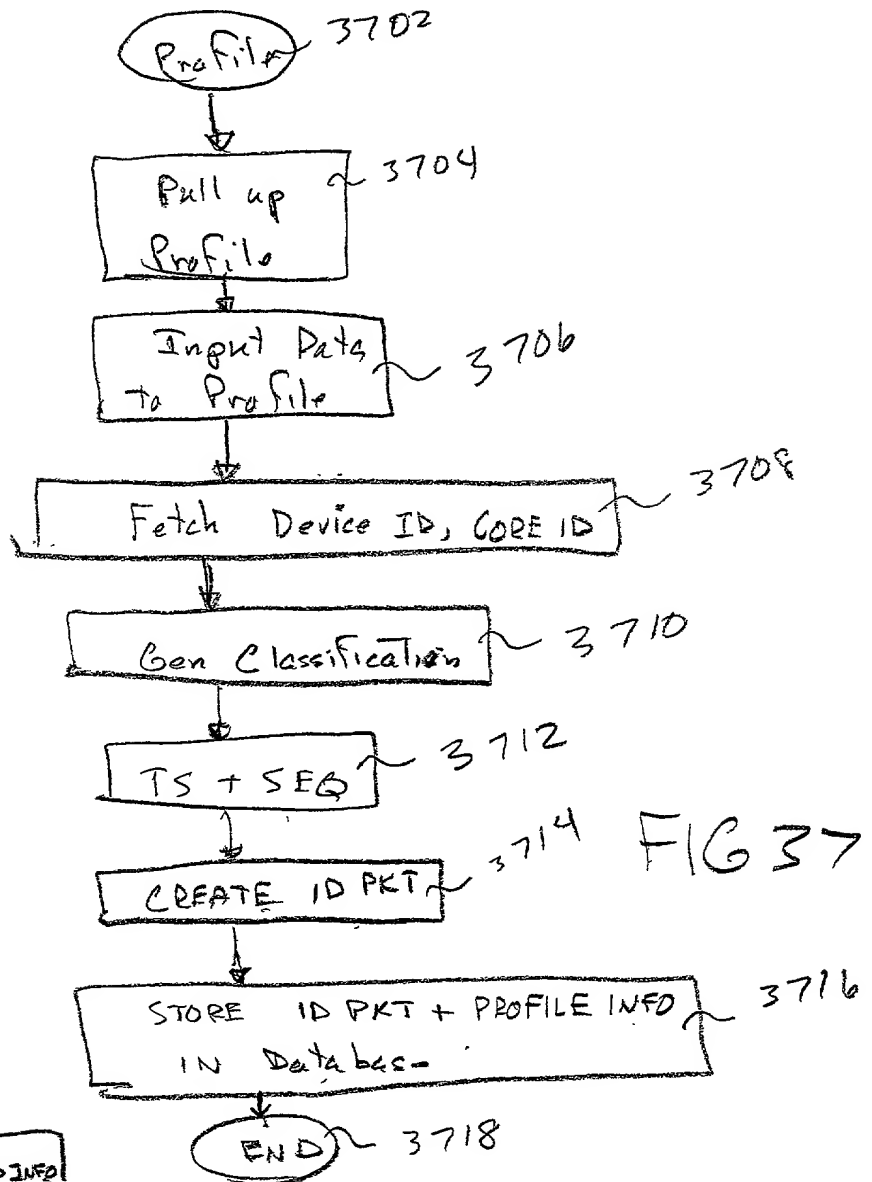 Profile 3702
Pull up 3704
Profile
Input Data 3706
to Profile
Fetch Device ID, CORE ID 3708
Gen Classification 3710
TS + SEQ 3712
CREATE ID PKT 3714
FIG 37
STORE ID PKT + PROFILE INFO 3716
IN Databas-
END 3718
INFO